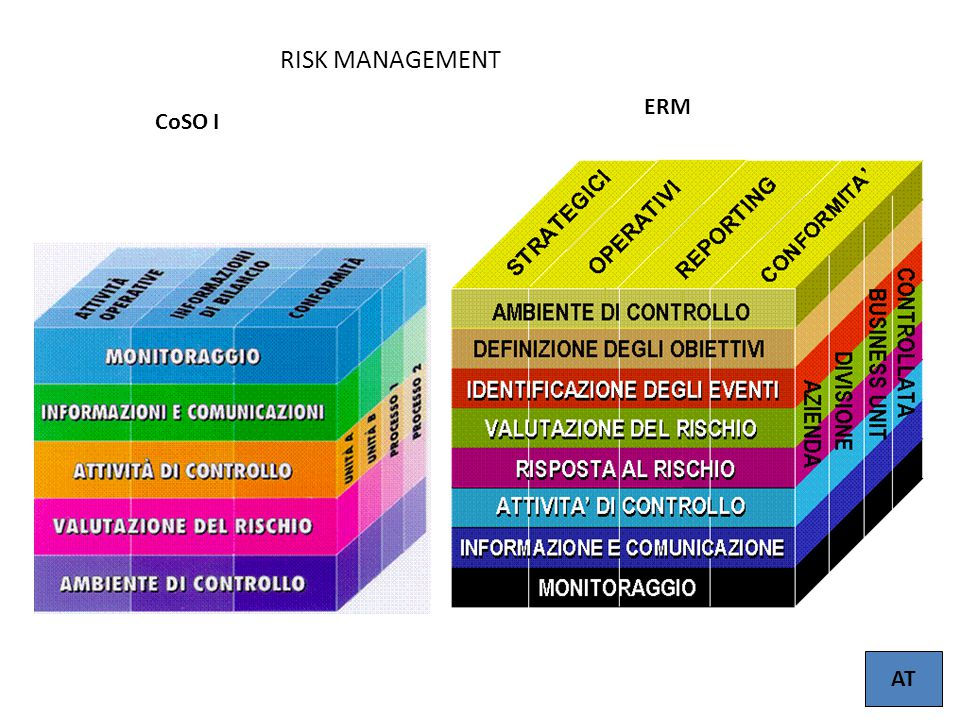 RISK MANAGEMENT
CoSO I
ERM
ATTIVITÀ
OPERATIVE
INFORMAZIONI
DI BILANCIO
CONFORMITÀ
MONITORAGGIO
INFORMAZIONI E COMUNICAZIONI
ATTIVITÀ DI CONTROLLO
VALUTAZIONE DEL RISCHIO
AMBIENTE DI CONTROLLO
UNITÀ A
UNITÀ B
PROCESSO 1
PROCESSO 2
STRATEGICI
OPERATIVI
REPORTING
CONFORMITA'
AMBIENTE DI CONTROLLO
DEFINIZIONE DEGLI OBIETTIVI
IDENTIFICAZIONE DEGLI EVENTI
VALUTAZIONE DEL RISCHIO
RISPOSTA AL RISCHIO
ATTIVITA' DI CONTROLLO
INFORMAZIONE E COMUNICAZIONE
MONITORAGGIO
AZIENDA
DIVISIONE
BUSINESS UNIT
CONTROLLATA
AT